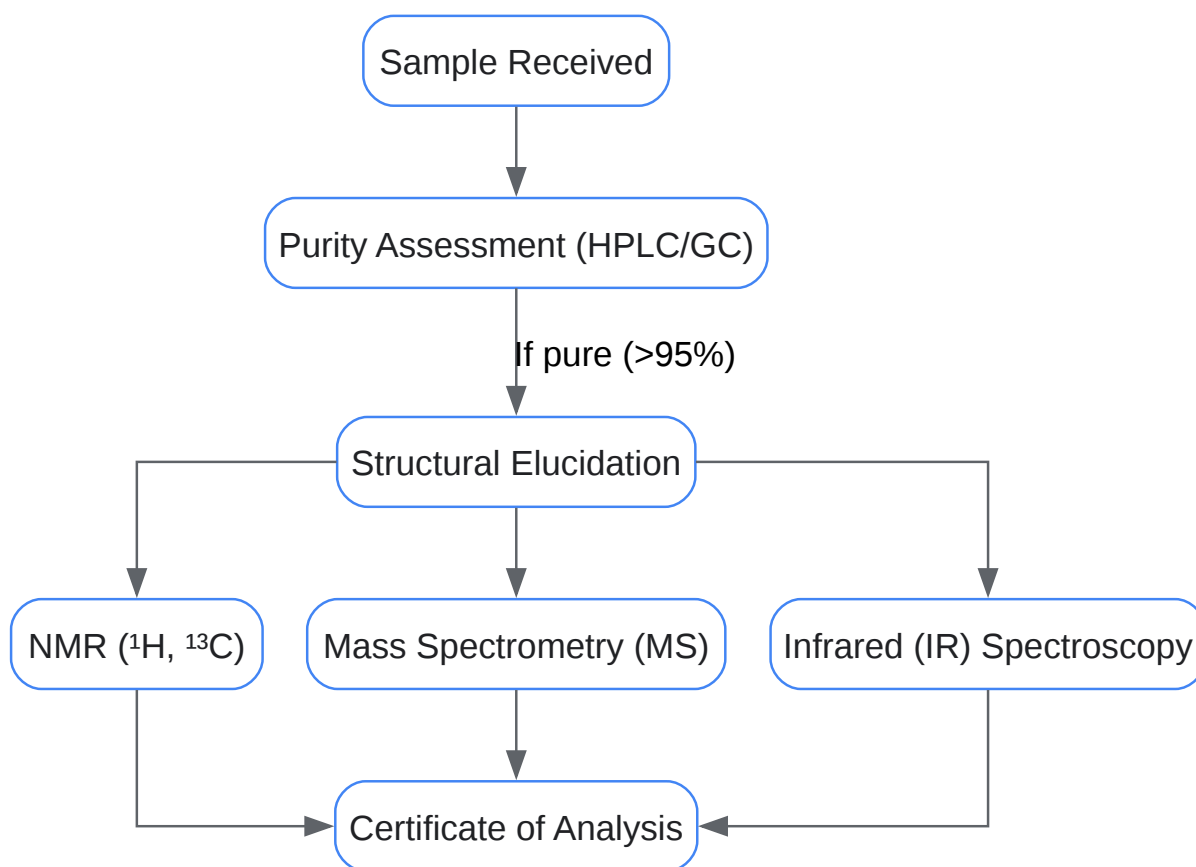 Sample Received
Purity Assessment (HPLC/GC)
If pure (>95%)
Structural Elucidation
NMR (¹H, ¹³C)
Mass Spectrometry (MS)
Infrared (IR) Spectroscopy
Certificate of Analysis